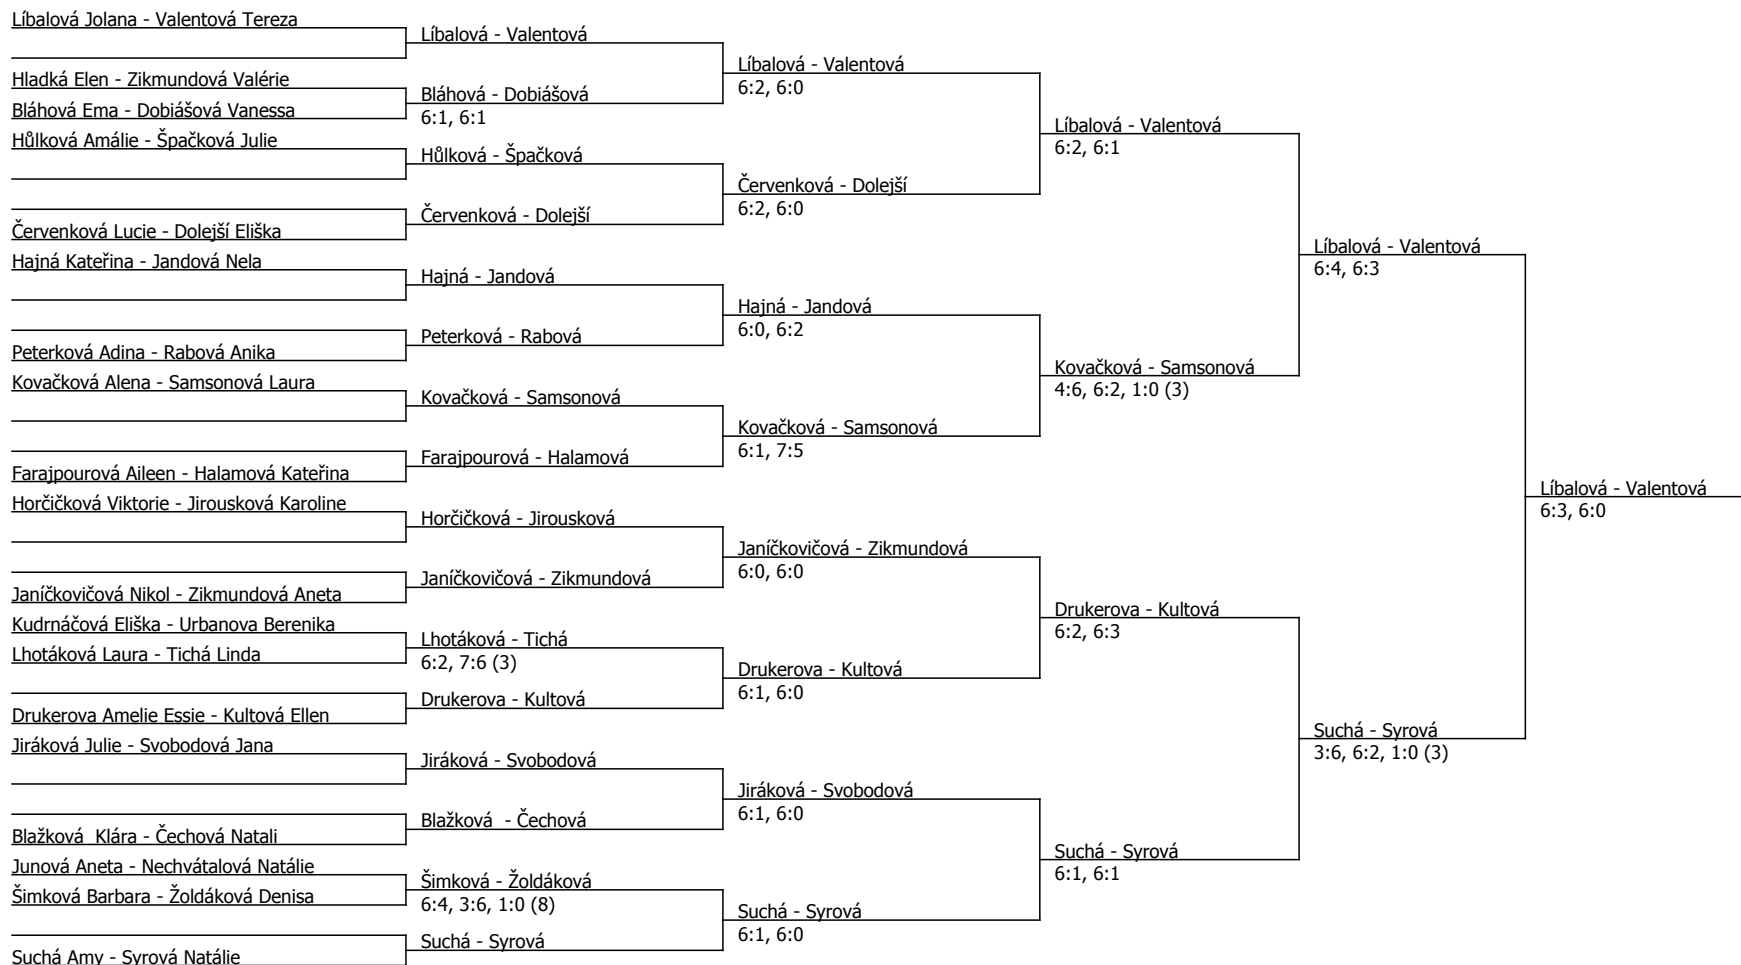 Líbalová Jolana - Valentová Tereza
Hladká Elen - Zikmundová Valérie
Bláhová Ema - Dobiášová Vanessa
Hůlková Amálie - Špačková Julie
Červenková Lucie - Dolejší Eliška
Hajná Kateřina - Jandová Nela
Peterková Adina - Rabová Anika
Kovačková Alena - Samsonová Laura
Farajpourová Aileen - Halamová Kateřina
Horčičková Viktorie - Jirousková Karoline
Janíčkovičová Nikol - Zikmundová Aneta
Kudrnáčová Eliška - Urbanova Berenika
Lhotáková Laura - Tichá Linda
Drukerova Amelie Essie - Kultová Ellen
Jiráková Julie - Svobodová Jana
Blažková  Klára - Čechová Natali
Junová Aneta - Nechvátalová Natálie
Šimková Barbara - Žoldáková Denisa
Suchá Amy - Syrová Natálie
Líbalová - Valentová
Bláhová - Dobiášová
6:1, 6:1
Hůlková - Špačková
Červenková - Dolejší
Hajná - Jandová
Peterková - Rabová
Kovačková - Samsonová
Farajpourová - Halamová
Horčičková - Jirousková
Janíčkovičová - Zikmundová
Lhotáková - Tichá
6:2, 7:6 (3)
Drukerova - Kultová
Jiráková - Svobodová
Blažková  - Čechová
Šimková - Žoldáková
6:4, 3:6, 1:0 (8)
Suchá - Syrová
Líbalová - Valentová
6:2, 6:0
Červenková - Dolejší
6:2, 6:0
Hajná - Jandová
6:0, 6:2
Kovačková - Samsonová
6:1, 7:5
Janíčkovičová - Zikmundová
6:0, 6:0
Drukerova - Kultová
6:1, 6:0
Jiráková - Svobodová
6:1, 6:0
Suchá - Syrová
6:1, 6:0
Líbalová - Valentová
6:2, 6:1
Kovačková - Samsonová
4:6, 6:2, 1:0 (3)
Drukerova - Kultová
6:2, 6:3
Suchá - Syrová
6:1, 6:1
Líbalová - Valentová
6:4, 6:3
Suchá - Syrová
3:6, 6:2, 1:0 (3)
Líbalová - Valentová
6:3, 6:0